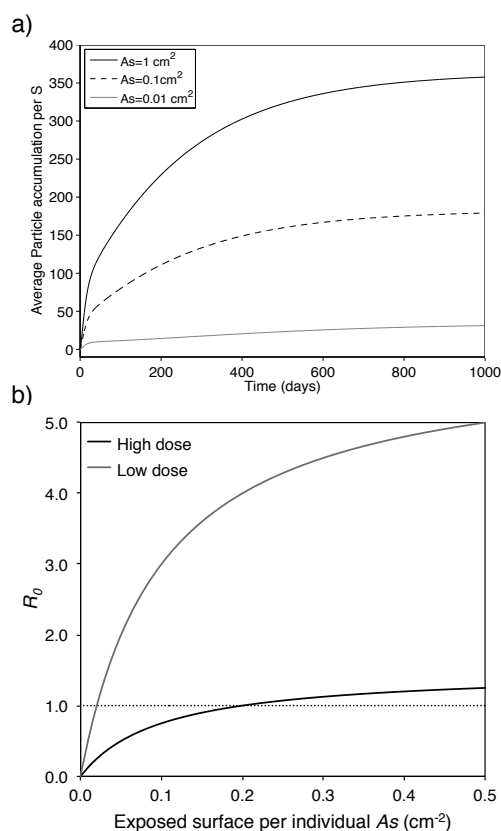 a)
400
350
300
250
200
150
100
50
0
Average Particle accumulation per S
As=1 cm²
As=0.1cm²
As=0.01 cm²
0 200 400 600 800 1000
Time (days)
b)
5.0
4.0
3.0
2.0
1.0
0.0
R₀
High dose
Low dose
0.0 0.1 0.2 0.3 0.4 0.5
Exposed surface per individual As (cm⁻²)